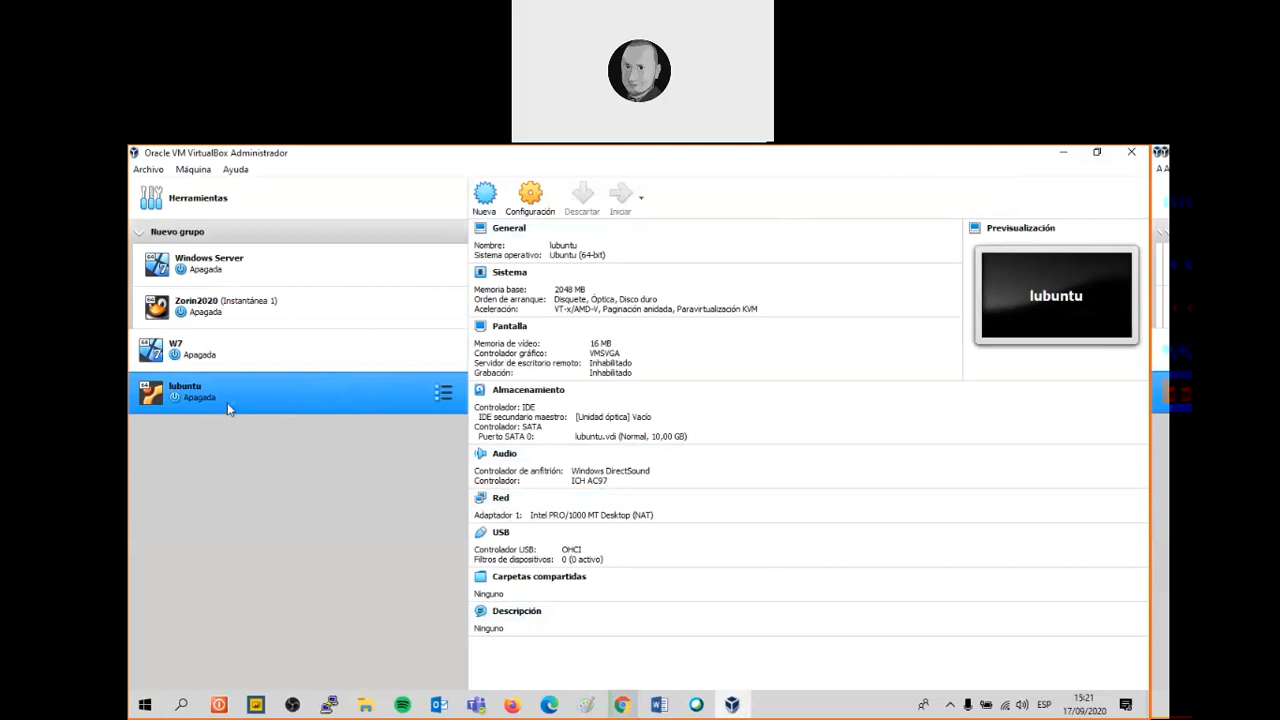 Oracle VM VirtualBox Administrador
Archivo Máquina Ayuda
Herramientas
Nuevo grupo
Windows Server
Apagada
Zorin2020 (Instantánea 1)
Apagada
W7
Apagada
lubuntu
Apagada
Nueva Configuración Descartar Iniciar
General
Nombre: lubuntu
Sistema operativo: Ubuntu (64-bit)
Sistema
Memoria base: 2048 MB
Orden de arranque: Disquete, Óptica, Disco duro
Aceleración: VT-x/AMD-V, Paginación anidada, Paravirtualización KVM
Pantalla
Memoria de vídeo: 16 MB
Controlador gráfico: VMSVGA
Servidor de escritorio remoto: Inhabilitado
Grabación: Inhabilitado
Almacenamiento
Controlador: IDE
IDE secundario maestro: [Unidad óptica] Vacío
Controlador: SATA
Puerto SATA 0: lubuntu.vdi (Normal, 10,00 GB)
Audio
Controlador de anfitrión: Windows DirectSound
Controlador: ICH AC97
Red
Adaptador 1: Intel PRO/1000 MT Desktop (NAT)
USB
Controlador USB: OHCI
Filtros de dispositivos: 0 (0 activo)
Carpetas compartidas
Ninguno
Descripción
Ninguno
Previsualización
lubuntu
ESP
15:21
17/09/2020